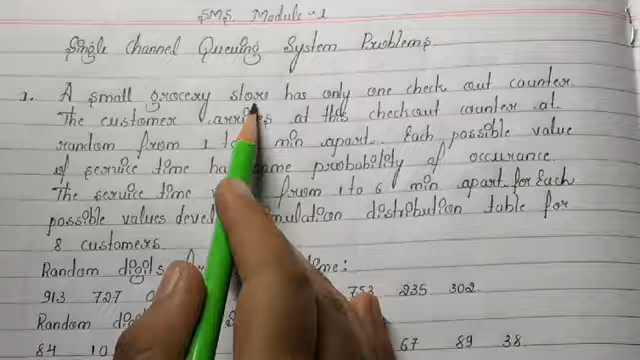 SMS Module-1
Single Channel Queuing System Problems.
1. A small grocery store has only one check out counter.
The customer arrives at this checkout counter at
random from 1 to min apart. Each possible value
of service time has same probability of occurance.
The service time from 1 to 6 min apart for Each
possible values distribution table for
8 customers.
Random digits time:
913 727 753 235 302
Random
84 10 67 89 38